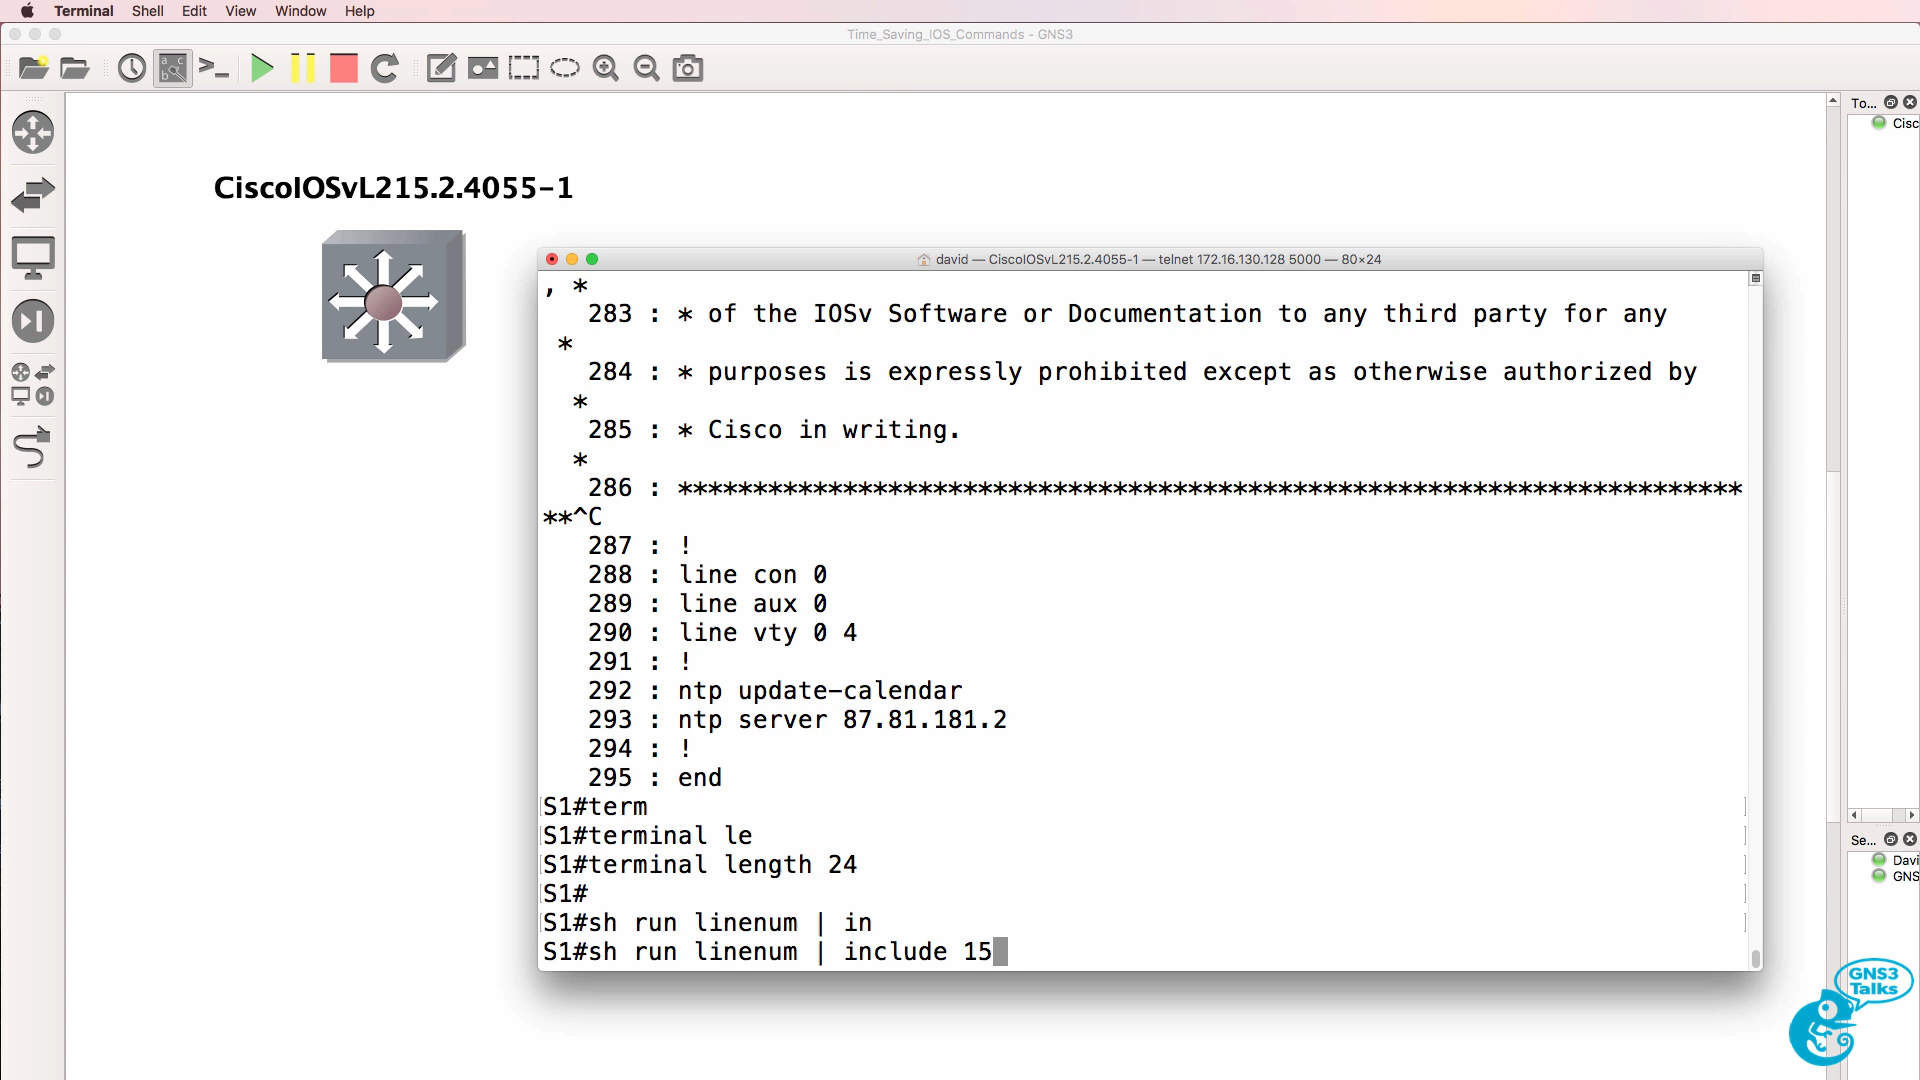 Terminal Shell Edit View Window Help
Time_Saving_IOS_Commands - GNS3
To...
Cisc
CiscoIOSvL215.2.4055-1
david — CiscoIOSvL215.2.4055-1 — telnet 172.16.130.128 5000 — 80×24
, *
283 : * of the IOSv Software or Documentation to any third party for any
*
284 : * purposes is expressly prohibited except as otherwise authorized by
*
285 : * Cisco in writing.
*
286 : ***********************************************************************
**^C
287 : !
288 : line con 0
289 : line aux 0
290 : line vty 0 4
291 : !
292 : ntp update-calendar
293 : ntp server 87.81.181.2
294 : !
295 : end
S1#term
S1#terminal le
S1#terminal length 24
S1#
S1#sh run linenum | in
S1#sh run linenum | include 15
Se...
Davi
GNS
GNS3
Talks